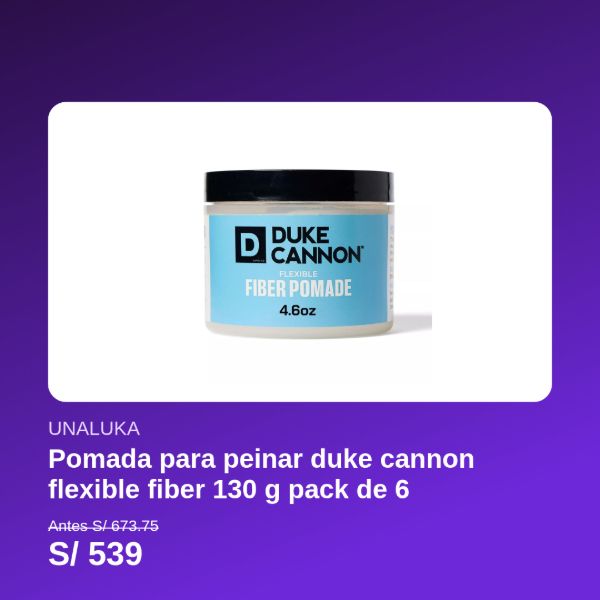 D
DUKE
CANNON
FLEXIBLE
FIBER POMADE
4.6oz
UNALUKA
Pomada para peinar duke cannon
flexible fiber 130 g pack de 6
Antes S/ 673.75
S/ 539